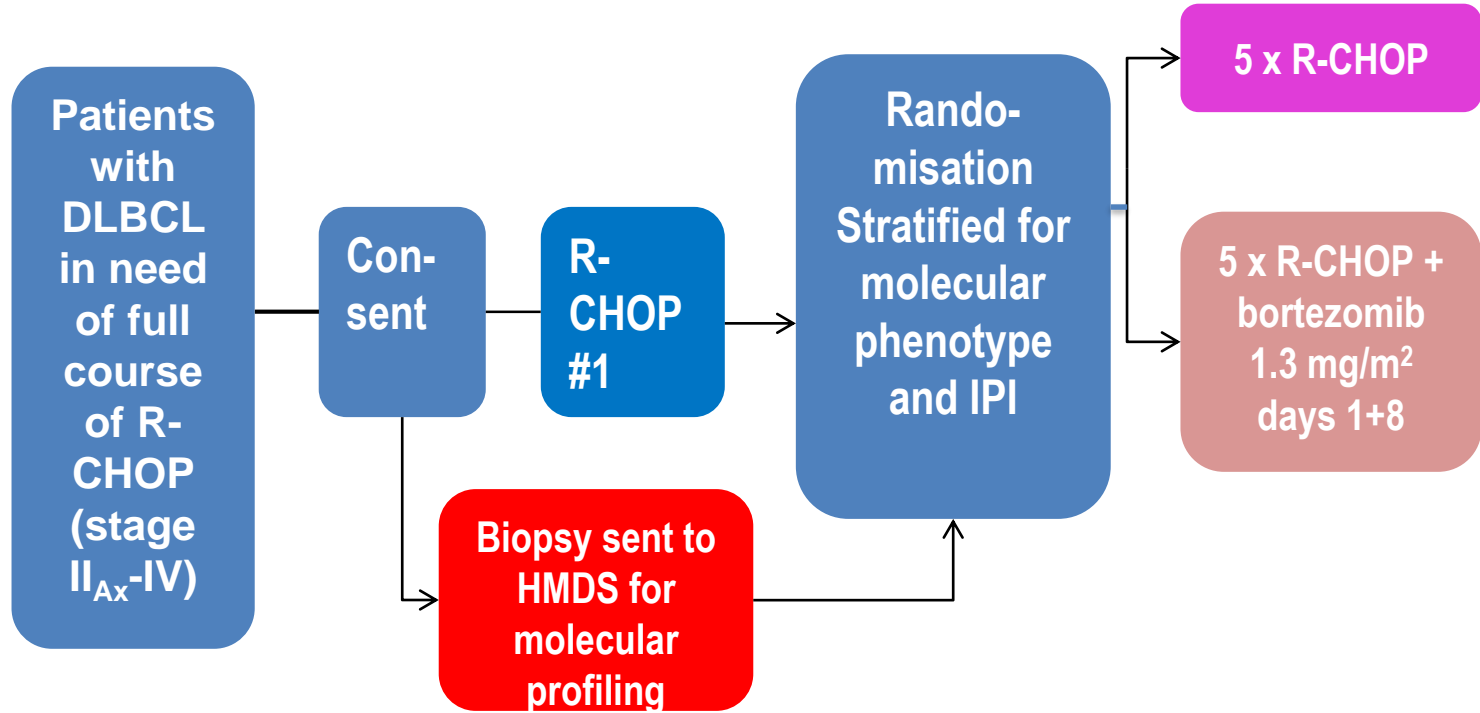 Patients
with
DLBCL
in need
of full
course
of R-
CHOP
(stage
II_Ax-IV)
Con-
sent
R-
CHOP
#1
Biopsy sent to
HMDS for
molecular
profiling
Rando-
misation
Stratified for
molecular
phenotype
and IPI
5 x R-CHOP
5 x R-CHOP +
bortezomib
1.3 mg/m²
days 1+8